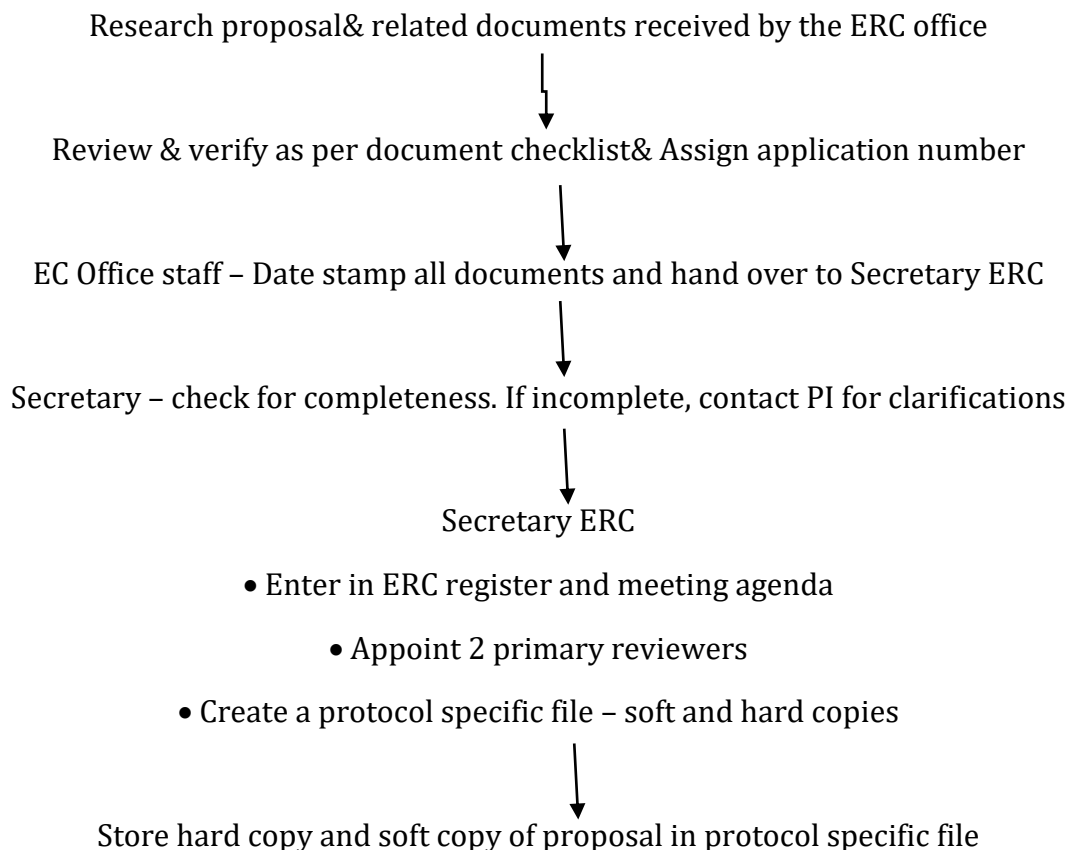 Research proposal& related documents received by the ERC office
Review & verify as per document checklist& Assign application number
EC Office staff – Date stamp all documents and hand over to Secretary ERC
Secretary – check for completeness. If incomplete, contact PI for clarifications
Secretary ERC
• Enter in ERC register and meeting agenda
• Appoint 2 primary reviewers
• Create a protocol specific file – soft and hard copies
Store hard copy and soft copy of proposal in protocol specific file